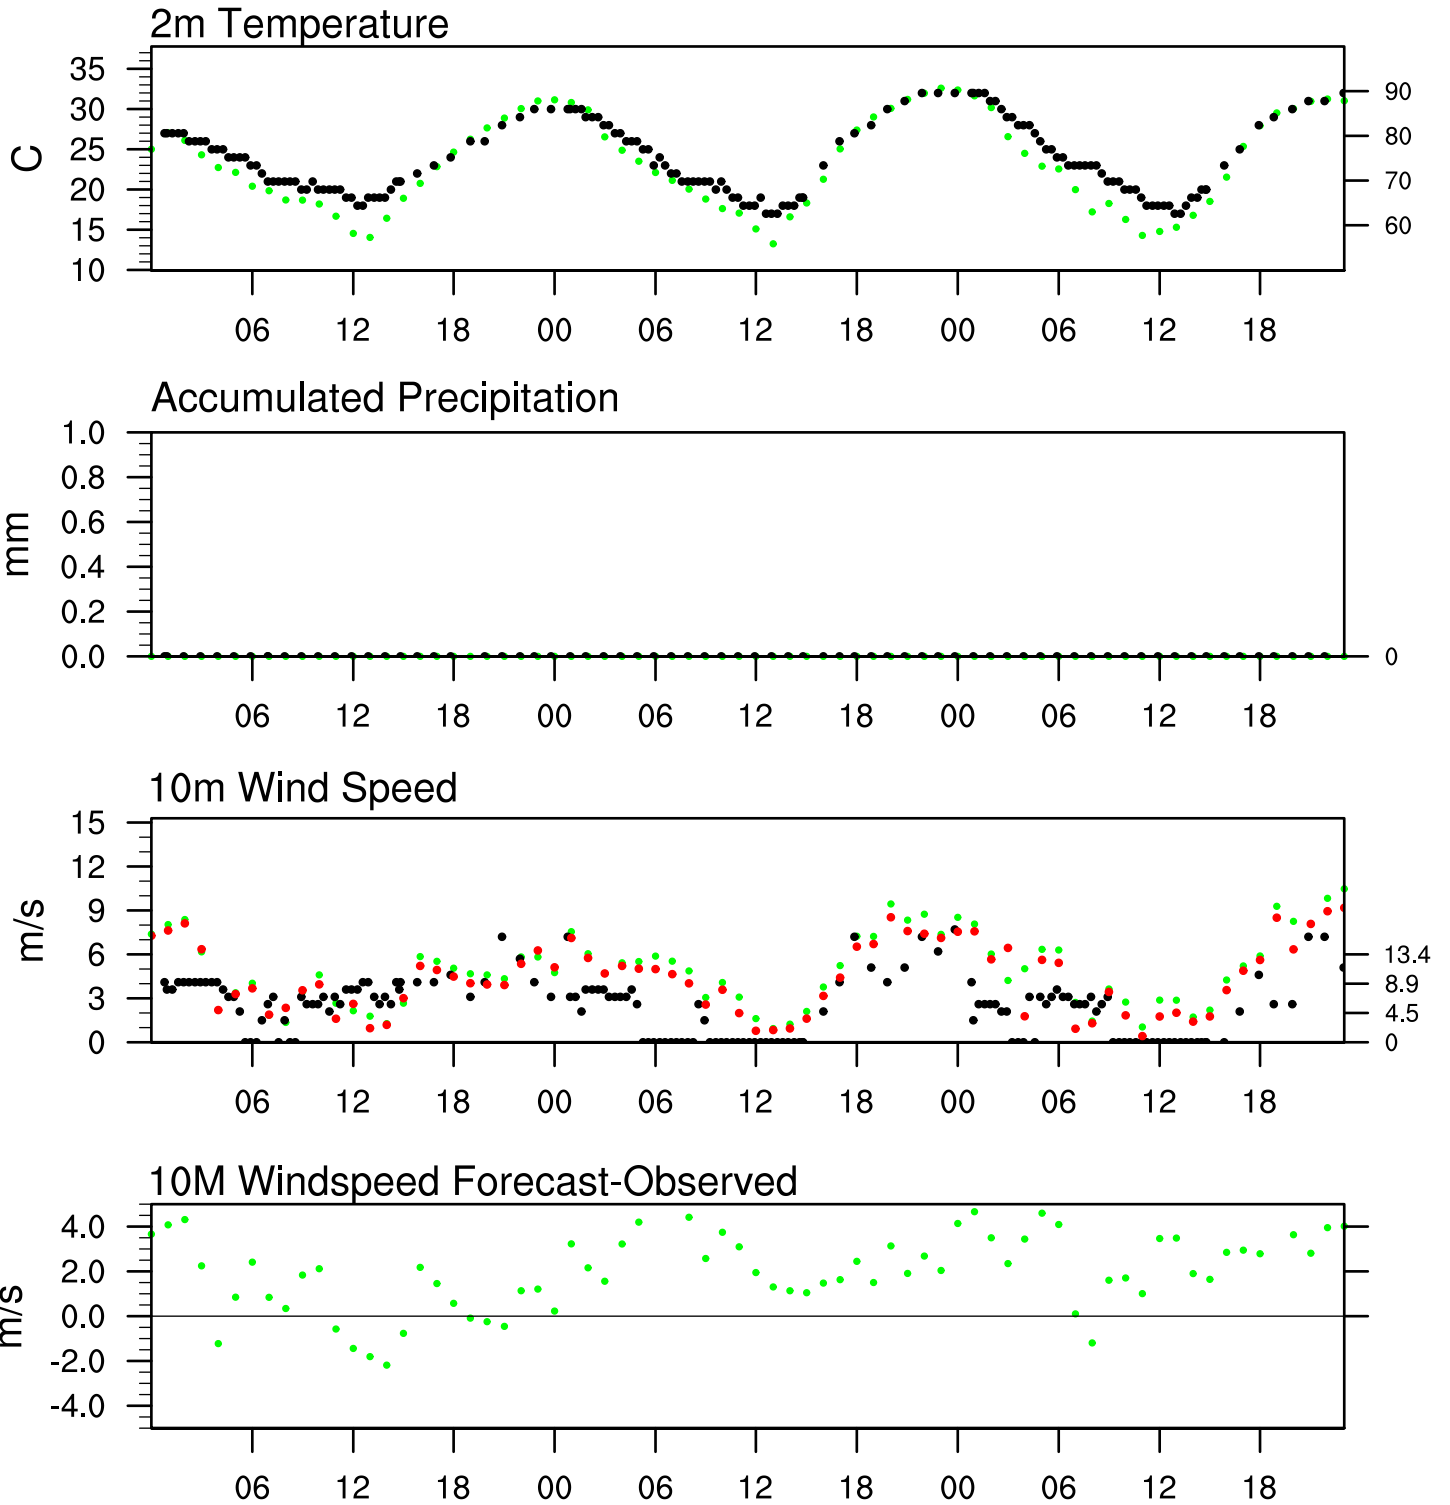 2m Temperature
35
30
25
20
15
10
C
90
80
70
60
06 12 18 00 06 12 18 00 06 12 18
Accumulated Precipitation
1.0
0.8
0.6
0.4
0.2
0.0
mm
0
06 12 18 00 06 12 18 00 06 12 18
10m Wind Speed
15
12
9
6
3
0
m/s
13.4
8.9
4.5
0
06 12 18 00 06 12 18 00 06 12 18
10M Windspeed Forecast-Observed
4.0
2.0
0.0
-2.0
-4.0
m/s
06 12 18 00 06 12 18 00 06 12 18